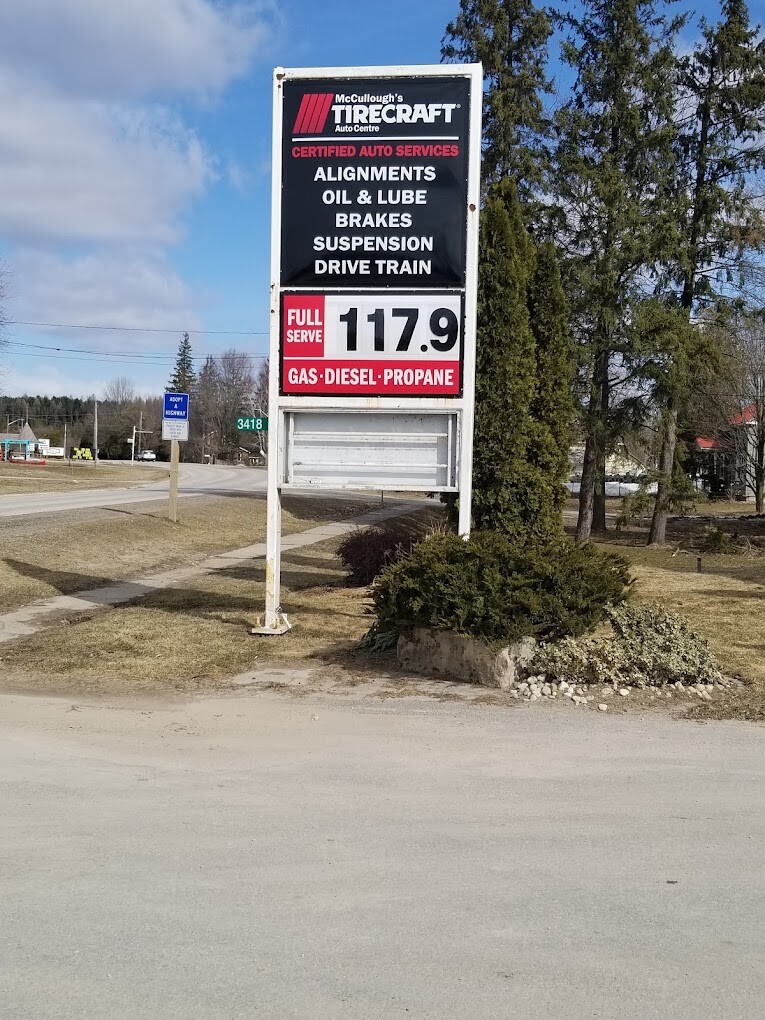 McCullough's
TIRECRAFT®
Auto Centre
CERTIFIED AUTO SERVICES
ALIGNMENTS
OIL & LUBE
BRAKES
SUSPENSION
DRIVE TRAIN
FULL
SERVE
117.9
GAS·DIESEL·PROPANE
ADOPT
A
HIGHWAY
3418